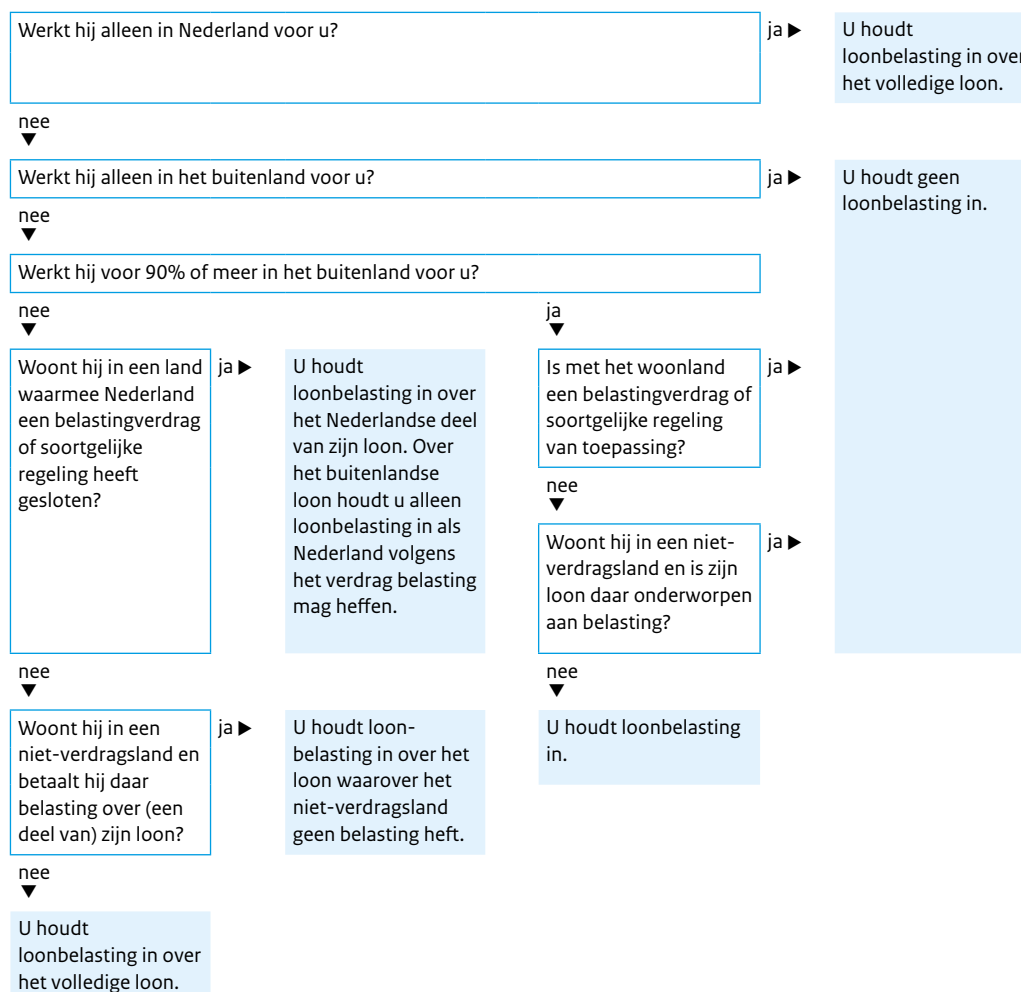 Werkt hij alleen in Nederland voor u?
ja ▶
U houdt
loonbelasting in over
het volledige loon.
nee
▼
Werkt hij alleen in het buitenland voor u?
ja ▶
U houdt geen
loonbelasting in.
nee
▼
Werkt hij voor 90% of meer in het buitenland voor u?
nee
▼
ja
▼
Woont hij in een land
waarmee Nederland
een belastingverdrag
of soortgelijke
regeling heeft
gesloten?
ja ▶
U houdt
loonbelasting in over
het Nederlandse deel
van zijn loon. Over
het buitenlandse
loon houdt u alleen
loonbelasting in als
Nederland volgens
het verdrag belasting
mag heffen.
Is met het woonland
een belastingverdrag of
soortgelijke regeling
van toepassing?
ja ▶
nee
▼
Woont hij in een niet-
verdragsland en is zijn
loon daar onderworpen
aan belasting?
ja ▶
nee
▼
nee
▼
Woont hij in een
niet-verdragsland en
betaalt hij daar
belasting over (een
deel van) zijn loon?
ja ▶
U houdt loon-
belasting in over het
loon waarover het
niet-verdragsland
geen belasting heft.
U houdt loonbelasting
in.
nee
▼
U houdt
loonbelasting in over
het volledige loon.